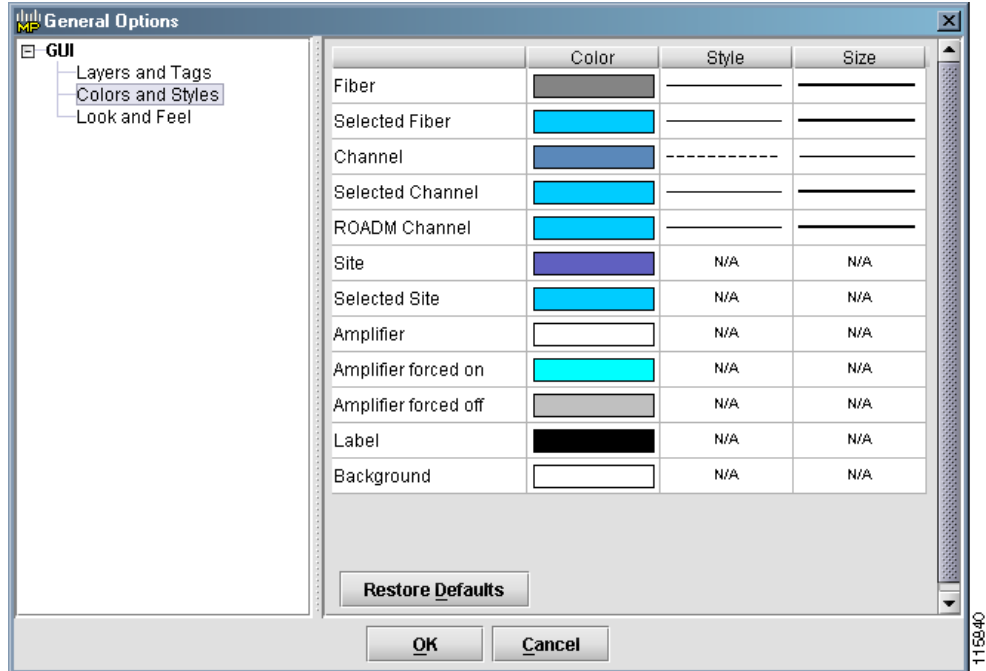 MP General Options
GUI
Layers and Tags
Colors and Styles
Look and Feel
Color Style Size
Fiber
Selected Fiber
Channel
Selected Channel
ROADM Channel
Site N/A N/A
Selected Site N/A N/A
Amplifier N/A N/A
Amplifier forced on N/A N/A
Amplifier forced off N/A N/A
Label N/A N/A
Background N/A N/A
Restore Defaults
OK Cancel
115840